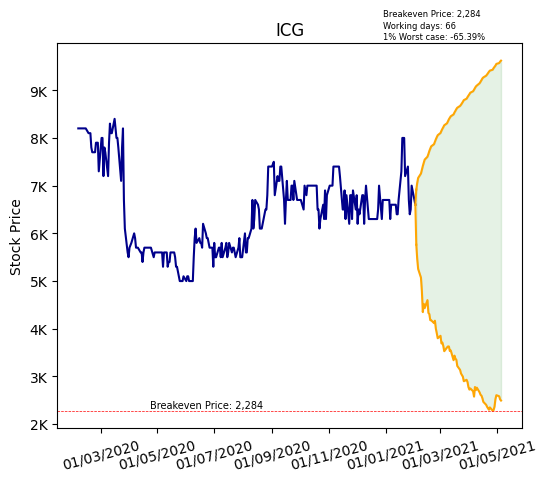 Breakeven Price: 2,284
Working days: 66
1% Worst case: -65.39%
ICG
Stock Price
9K
8K
7K
6K
5K
4K
3K
2K
Breakeven Price: 2,284
01/03/2020
01/05/2020
01/07/2020
01/09/2020
01/11/2020
01/01/2021
01/03/2021
01/05/2021